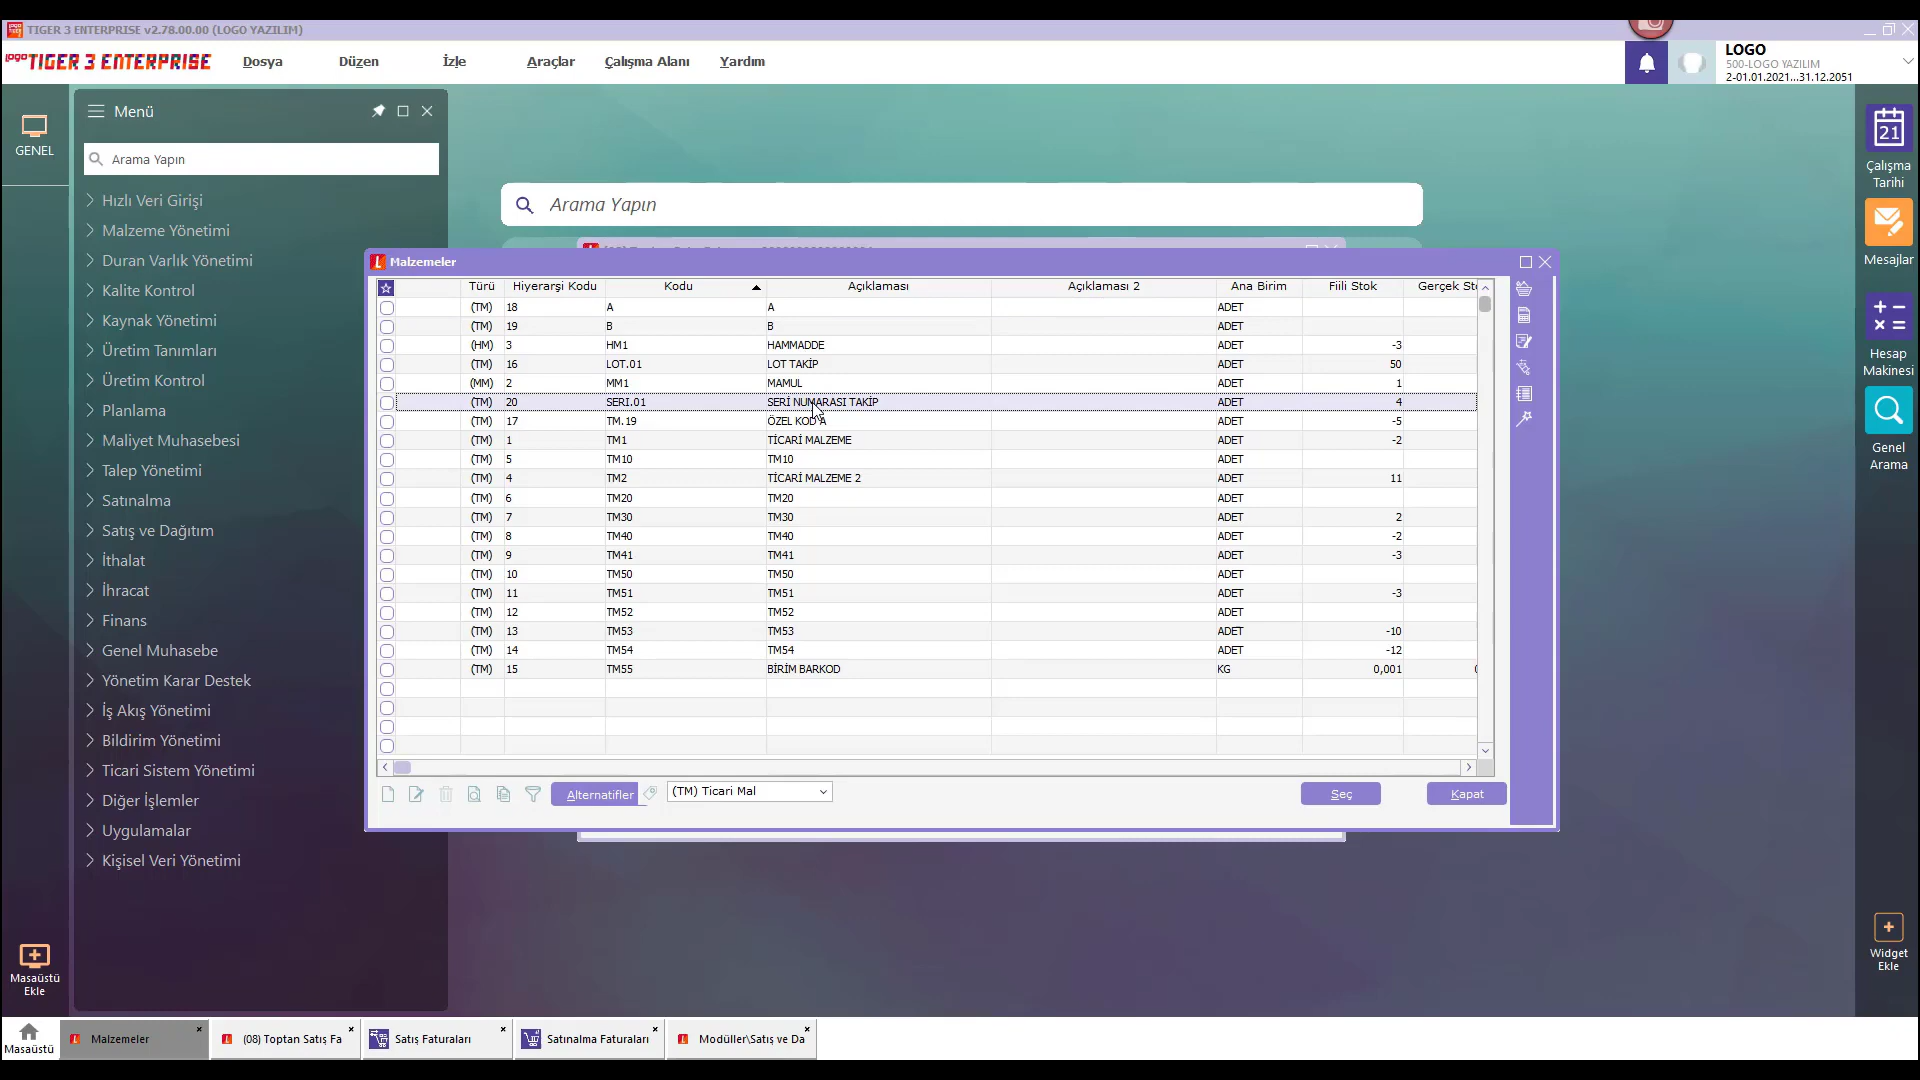 TIGER 3 ENTERPRISE v2.78.00.00 (LOGO YAZILIM)
LOGO TIGER 3 ENTERPRISE Dosya Düzen İzle Araçlar Çalışma Alanı Yardım
LOGO
500-LOGO YAZILIM
2-01.01.2021...31.12.2051
GENEL
Menü
Arama Yapın
Hızlı Veri Girişi
Malzeme Yönetimi
Duran Varlık Yönetimi
Kalite Kontrol
Kaynak Yönetimi
Üretim Tanımları
Üretim Kontrol
Planlama
Maliyet Muhasebesi
Talep Yönetimi
Satınalma
Satış ve Dağıtım
İthalat
İhracat
Finans
Genel Muhasebe
Yönetim Karar Destek
İş Akış Yönetimi
Bildirim Yönetimi
Ticari Sistem Yönetimi
Diğer İşlemler
Uygulamalar
Kişisel Veri Yönetimi
Masaüstü
Ekle
Arama Yapın
Malzemeler
Türü Hiyerarşi Kodu Kodu Açıklaması Açıklaması 2 Ana Birim Fiili Stok Gerçek Sto
(TM) 18 A A ADET
(TM) 19 B B ADET
(HM) 3 HM1 HAMMADDE ADET -3
(TM) 16 LOT.01 LOT TAKİP ADET 50
(MM) 2 MM1 MAMUL ADET 1
(TM) 20 SERI.01 SERİ NUMARASI TAKİP ADET 4
(TM) 17 TM.19 ÖZEL KOD A ADET -5
(TM) 1 TM1 TİCARİ MALZEME ADET -2
(TM) 5 TM10 TM10 ADET
(TM) 4 TM2 TİCARİ MALZEME 2 ADET 11
(TM) 6 TM20 TM20 ADET
(TM) 7 TM30 TM30 ADET 2
(TM) 8 TM40 TM40 ADET -2
(TM) 9 TM41 TM41 ADET -3
(TM) 10 TM50 TM50 ADET
(TM) 11 TM51 TM51 ADET -3
(TM) 12 TM52 TM52 ADET
(TM) 13 TM53 TM53 ADET -10
(TM) 14 TM54 TM54 ADET -12
(TM) 15 TM55 BİRİM BARKOD KG 0,001
Alternatifler (TM) Ticari Mal Seç Kapat
21
Çalışma
Tarihi
Mesajlar
Hesap
Makinesi
Genel
Arama
Widget
Ekle
Masaüstü
Malzemeler
(08) Toptan Satış Fa
Satış Faturaları
Satınalma Faturaları
Modüller\Satış ve Da